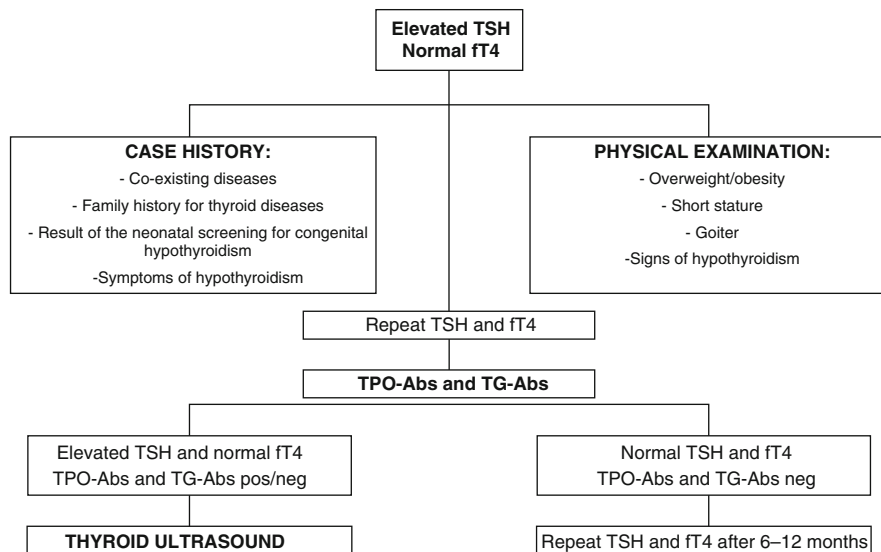 Elevated TSH
Normal fT4
CASE HISTORY:
- Co-existing diseases
- Family history for thyroid diseases
- Result of the neonatal screening for congenital
hypothyroidism
-Symptoms of hypothyroidism
PHYSICAL EXAMINATION:
- Overweight/obesity
- Short stature
- Goiter
-Signs of hypothyroidism
Repeat TSH and fT4
TPO-Abs and TG-Abs
Elevated TSH and normal fT4
TPO-Abs and TG-Abs pos/neg
Normal TSH and fT4
TPO-Abs and TG-Abs neg
THYROID ULTRASOUND
Repeat TSH and fT4 after 6–12 months